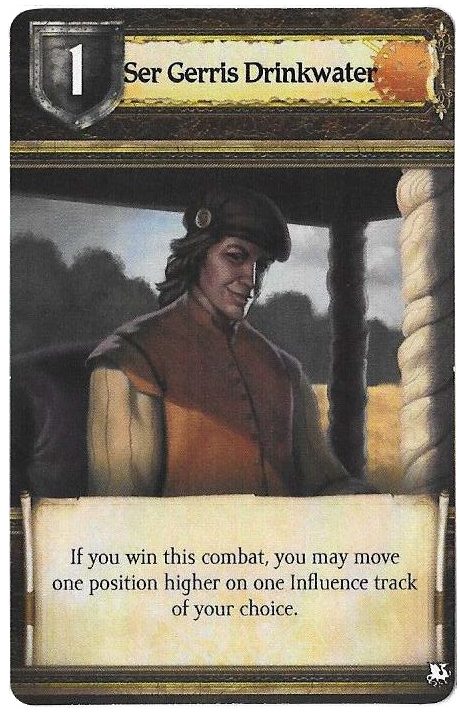 1
Ser Gerris Drinkwater
If you win this combat, you may move
one position higher on one Influence track
of your choice.